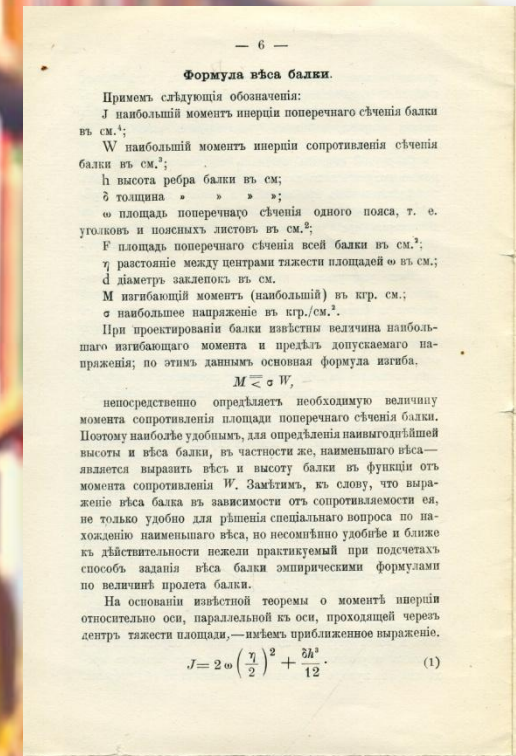 — 6 —
Формула вѣса балки.
Примемъ слѣдующія обозначенія:
J наибольшій моментъ инерціи поперечнаго сѣченія балки
въ см.⁴;
W наибольшій моментъ инерціи сопротивленія сѣченія
балки въ см.³;
h высота ребра балки въ см;
δ толщина » » » »;
ω площадь поперечнаго сѣченія одного пояса, т. е.
уголковъ и поясныхъ листовъ въ см.²;
F площадь поперечнаго сѣченія всей балки въ см.²;
η разстояніе между центрами тяжести площадей ω въ см.;
d діаметръ заклепокъ въ см.
M изгибающій моментъ (наибольшій) въ кгр. см.;
σ наибольшее напряженіе въ кгр./см.².
При проектированіи балки извѣстны величина наиболь-
шаго изгибающаго момента и предѣлъ допускаемаго на-
пряженія; по этимъ даннымъ основная формула изгиба.
M ⋜ σ W,
непосредственно опредѣляетъ необходимую величину
момента сопротивленія площади поперечнаго сѣченія балки.
Поэтому наиболѣе удобнымъ, для опредѣленія наивыгоднѣйшей
высоты и вѣса балки, въ частности же, наименьшаго вѣса—
является выразить вѣсъ и высоту балки въ функціи отъ
момента сопротивленія W. Замѣтимъ, къ слову, что выра-
женіе вѣса балка въ зависимости отъ сопротивляемости ея,
не только удобно для рѣшенія спеціальнаго вопроса по на-
хожденію наименьшаго вѣса, но несомнѣнно удобнѣе и ближе
къ дѣйствительности нежели практикуемый при подсчетахъ
способъ заданія вѣса балки эмпирическими формулами
по величинѣ пролета балки.
На основаніи извѣстной теоремы о моментѣ инерціи
относительно оси, параллельной къ оси, проходящей черезъ
центръ тяжести площади,—имѣемъ приближенное выраженіе.
J = 2 ω (η/2)² + δh³/12. (1)